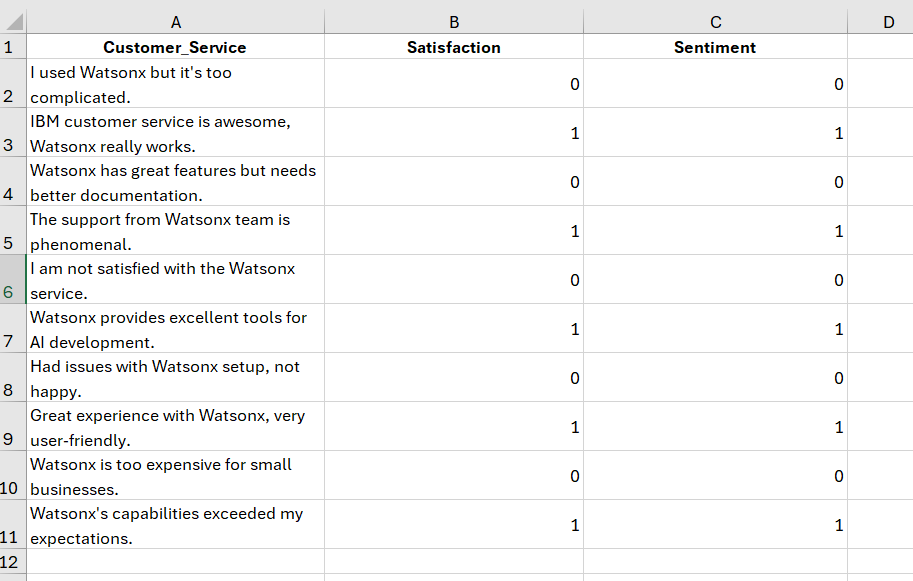 A B C D
1 Customer_Service Satisfaction Sentiment
I used Watsonx but it's too
2 complicated. 0 0
IBM customer service is awesome,
3 Watsonx really works. 1 1
Watsonx has great features but needs
4 better documentation. 0 0
The support from Watsonx team is
5 phenomenal. 1 1
I am not satisfied with the Watsonx
6 service. 0 0
Watsonx provides excellent tools for
7 AI development. 1 1
Had issues with Watsonx setup, not
8 happy. 0 0
Great experience with Watsonx, very
9 user-friendly. 1 1
Watsonx is too expensive for small
10 businesses. 0 0
Watsonx's capabilities exceeded my
11 expectations. 1 1
12